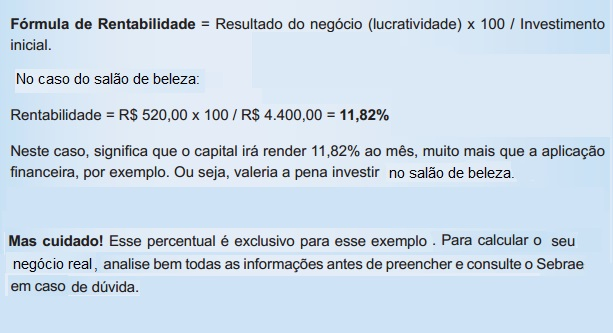 Fórmula de Rentabilidade = Resultado do negócio (lucratividade) x 100 / Investimento
inicial.
No caso do salão de beleza:
Rentabilidade = R$ 520,00 x 100 / R$ 4.400,00 = 11,82%
Neste caso, significa que o capital irá render 11,82% ao mês, muito mais que a aplicação
financeira, por exemplo. Ou seja, valeria a pena investir no salão de beleza.
Mas cuidado! Esse percentual é exclusivo para esse exemplo . Para calcular o seu
negócio real, analise bem todas as informações antes de preencher e consulte o Sebrae
em caso de dúvida.